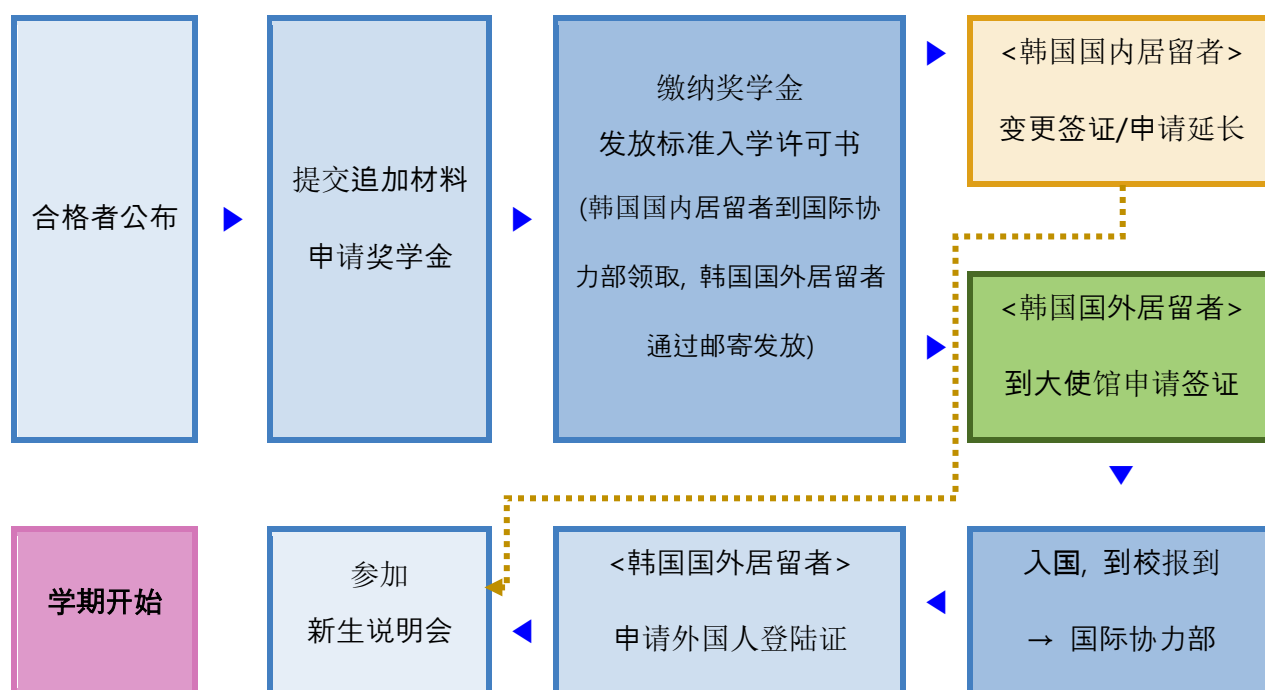 合格者公布
提交追加材料
申请奖学金
缴纳奖学金
发放标准入学许可书
(韩国国内居留者到国际协
力部领取, 韩国国外居留者
通过邮寄发放)
<韩国国内居留者>
变更签证/申请延长
<韩国国外居留者>
到大使馆申请签证
入国, 到校报到
→ 国际协力部
<韩国国外居留者>
申请外国人登陆证
参加
新生说明会
学期开始